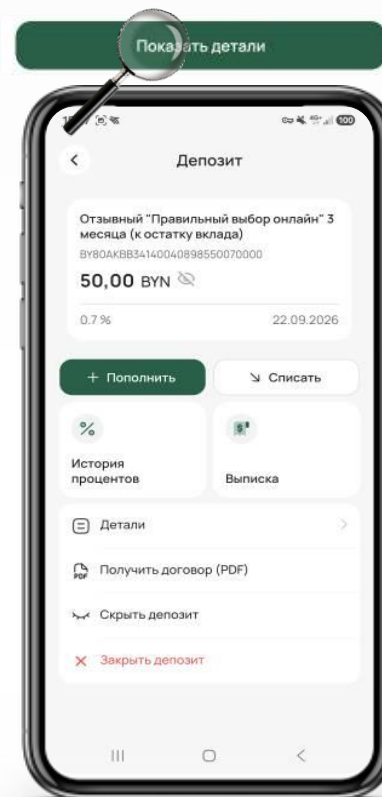 Показать детали
Депозит
Отзывный "Правильный выбор онлайн" 3
месяца (к остатку вклада)
BY80AKBB34140040898550070000
50,00 BYN
0.7 %
22.09.2026
+ Пополнить
Списать
История
процентов
Выписка
Детали
PDF
Получить договор (PDF)
Скрыть депозит
Закрыть депозит